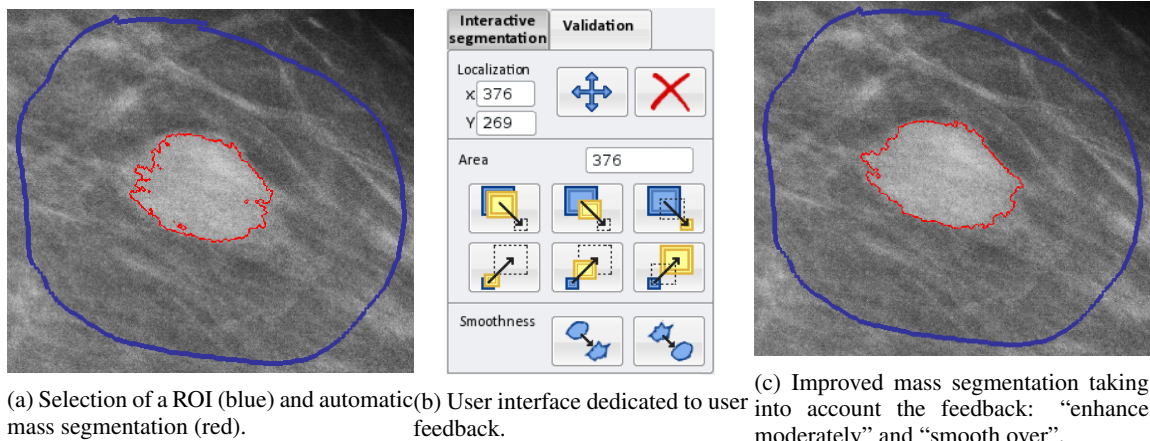 Interactive
segmentation
Validation
Localization
X 376
Y 269
Area 376
Smoothness
(a) Selection of a ROI (blue) and automatic
mass segmentation (red).
(b) User interface dedicated to user
feedback.
(c) Improved mass segmentation taking
into account the feedback: “enhance
moderately” and “smooth over”.